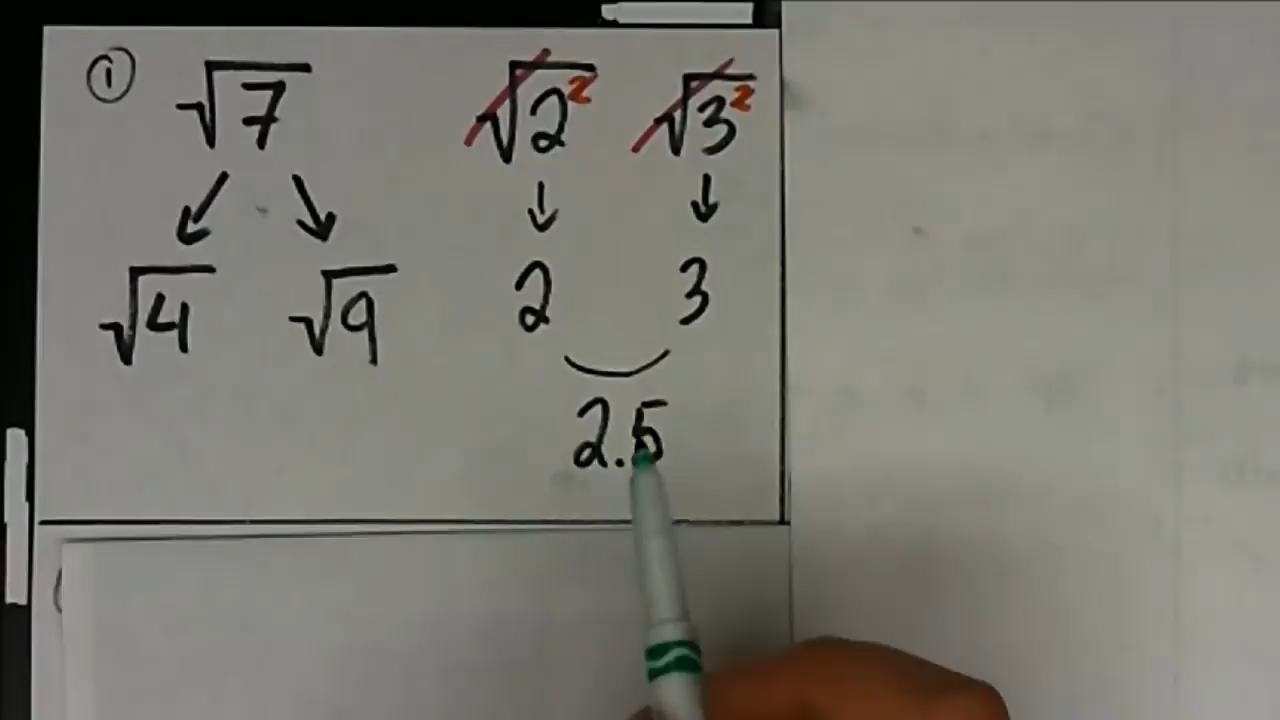 ① √7 √2² √3²
↙ ↘ ↓ ↓
√4 √9 2 3
2.5